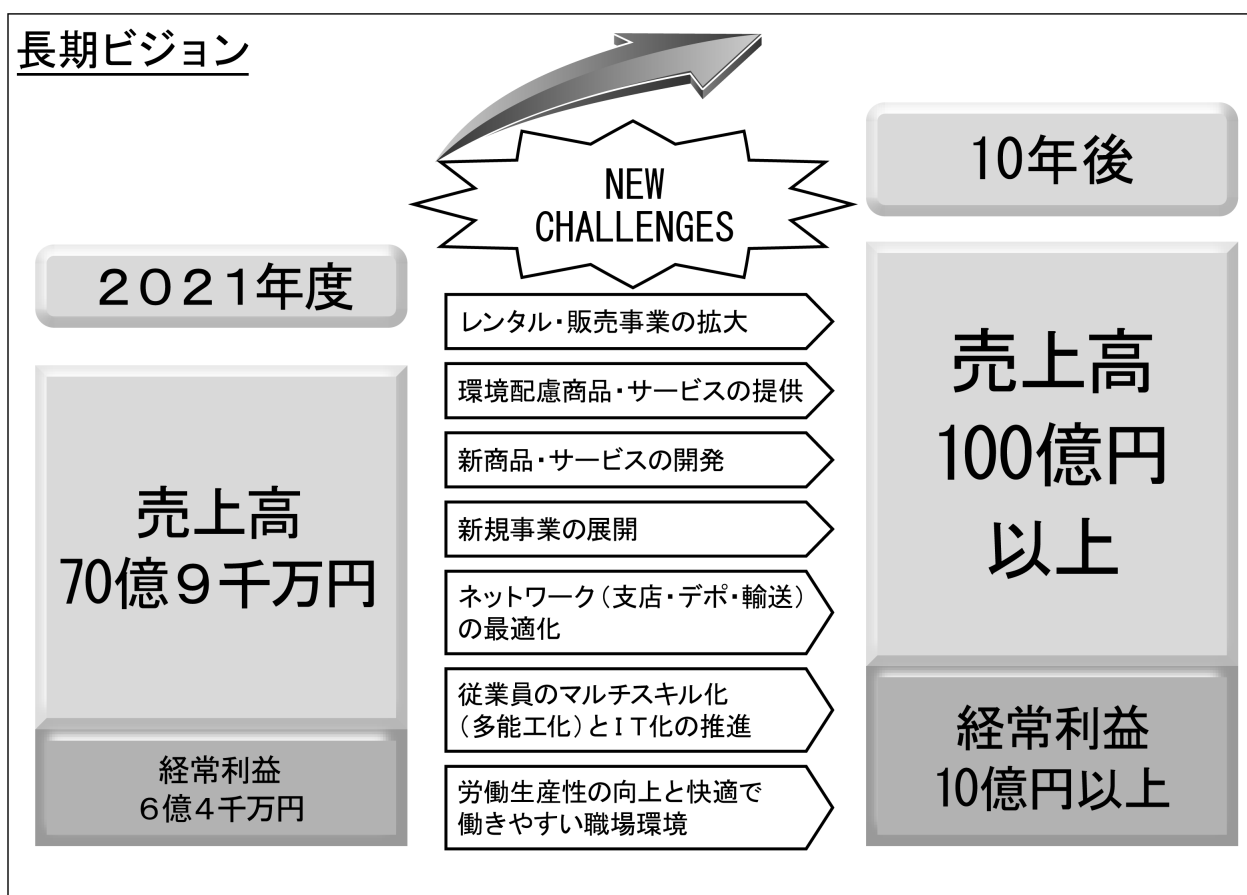 長期ビジョン
NEW
CHALLENGES
10年後
２０２１年度
売上高
70億９千万円
経常利益
６億４千万円
レンタル・販売事業の拡大
環境配慮商品・サービスの提供
新商品・サービスの開発
新規事業の展開
ネットワーク（支店・デポ・輸送）
の最適化
従業員のマルチスキル化
（多能工化）とＩＴ化の推進
労働生産性の向上と快適で
働きやすい職場環境
売上高
100億円
以上
経常利益
10億円以上